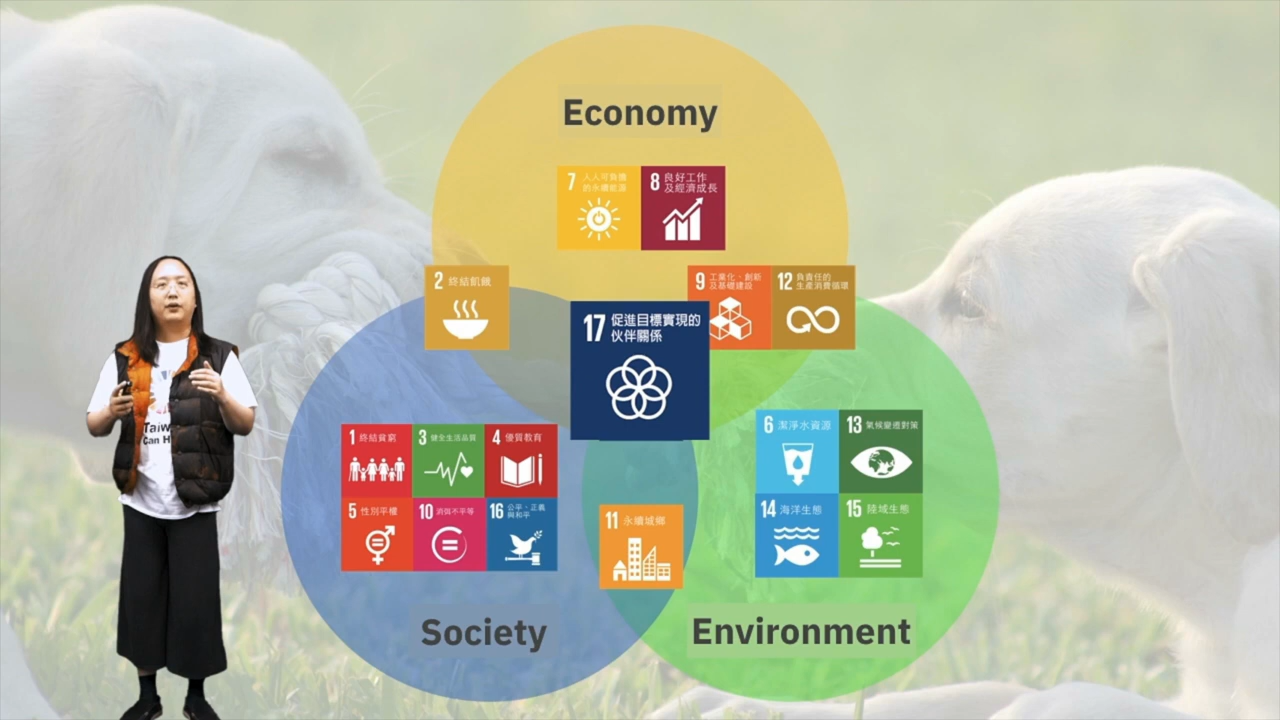 Economy
7 人人可負擔
的永續能源
8 良好工作
及經濟成長
2 終結飢餓
9 工業化、創新
及基礎建設
12 負責任的
生產消費循環
17 促進目標實現的
伙伴關係
1 終結貧窮
3 健全生活品質
4 優質教育
5 性別平權
10 消弭不平等
16 公平、正義
與和平
6 潔淨水資源
13 氣候變遷對策
14 海洋生態
15 陸域生態
11 永續城鄉
Taiw
Can H
Society
Environment